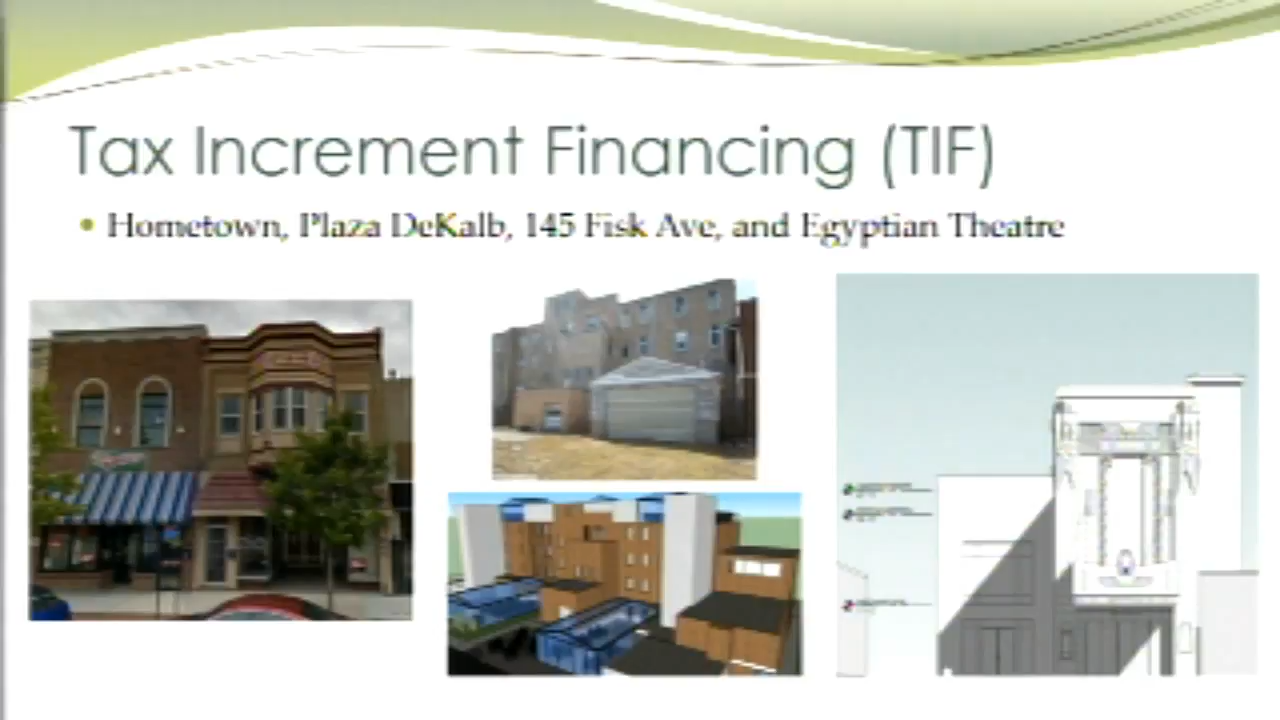 Tax Increment Financing (TIF)
• Hometown, Plaza DeKalb, 145 Fisk Ave, and Egyptian Theatre